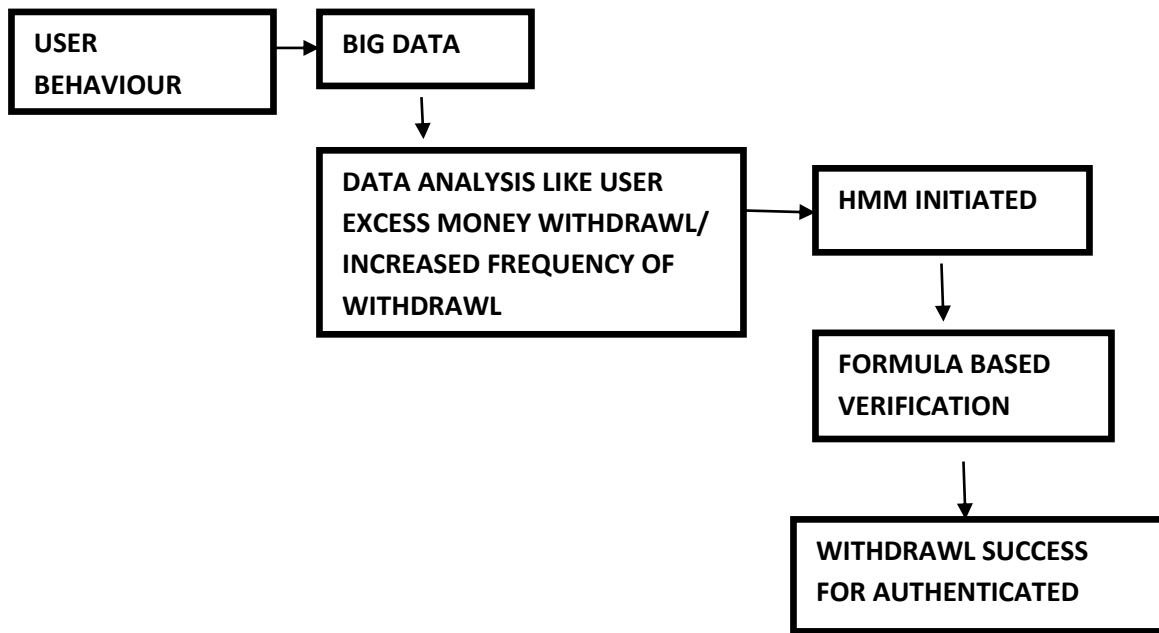 USER
BEHAVIOUR
BIG DATA
DATA ANALYSIS LIKE USER
EXCESS MONEY WITHDRAWL/
INCREASED FREQUENCY OF
WITHDRAWL
HMM INITIATED
FORMULA BASED
VERIFICATION
WITHDRAWL SUCCESS
FOR AUTHENTICATED